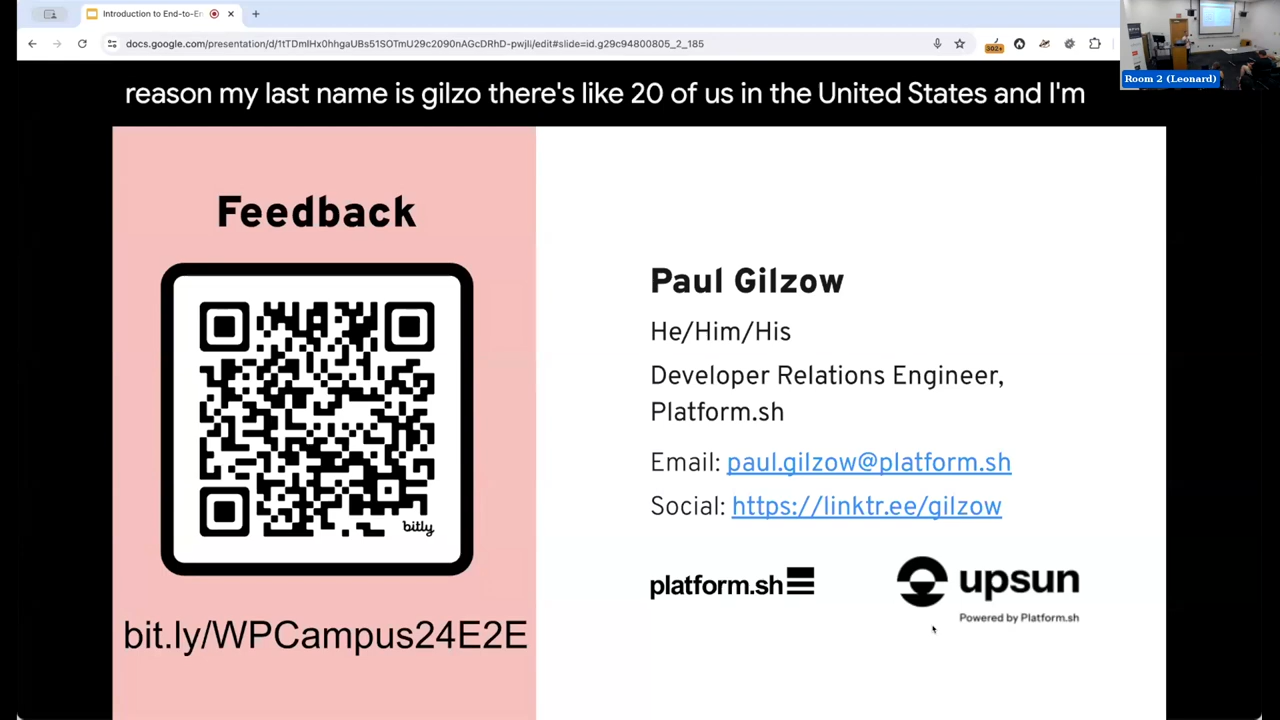 Introduction to End-to-En
docs.google.com/presentation/d/1tTDmIHx0hhgaUBs51SOTmU29c2090nAGcDRhD-pwjli/edit#slide=id.g29c94800805_2_185
302+
Room 2 (Leonard)
reason my last name is gilzo there's like 20 of us in the United States and I'm
Feedback
bitly
bit.ly/WPCampus24E2E
Paul Gilzow
He/Him/His
Developer Relations Engineer,
Platform.sh
Email: paul.gilzow@platform.sh
Social: https://linktr.ee/gilzow
platform.sh
upsun
Powered by Platform.sh